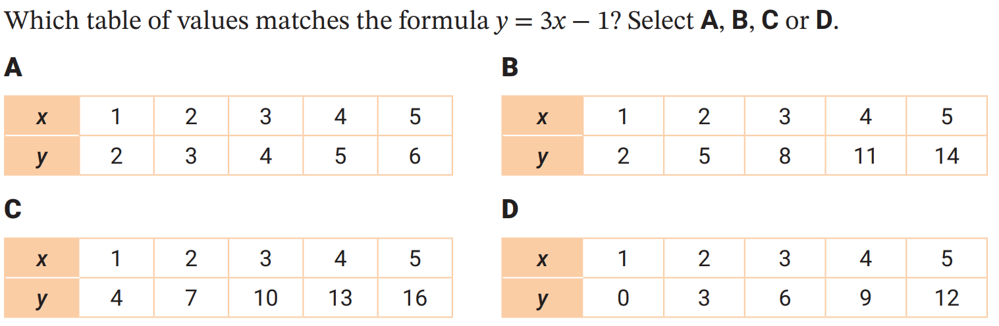 Which table of values matches the formula y = 3x − 1? Select A, B, C or D.
A
x 1 2 3 4 5
y 2 3 4 5 6
B
x 1 2 3 4 5
y 2 5 8 11 14
C
x 1 2 3 4 5
y 4 7 10 13 16
D
x 1 2 3 4 5
y 0 3 6 9 12